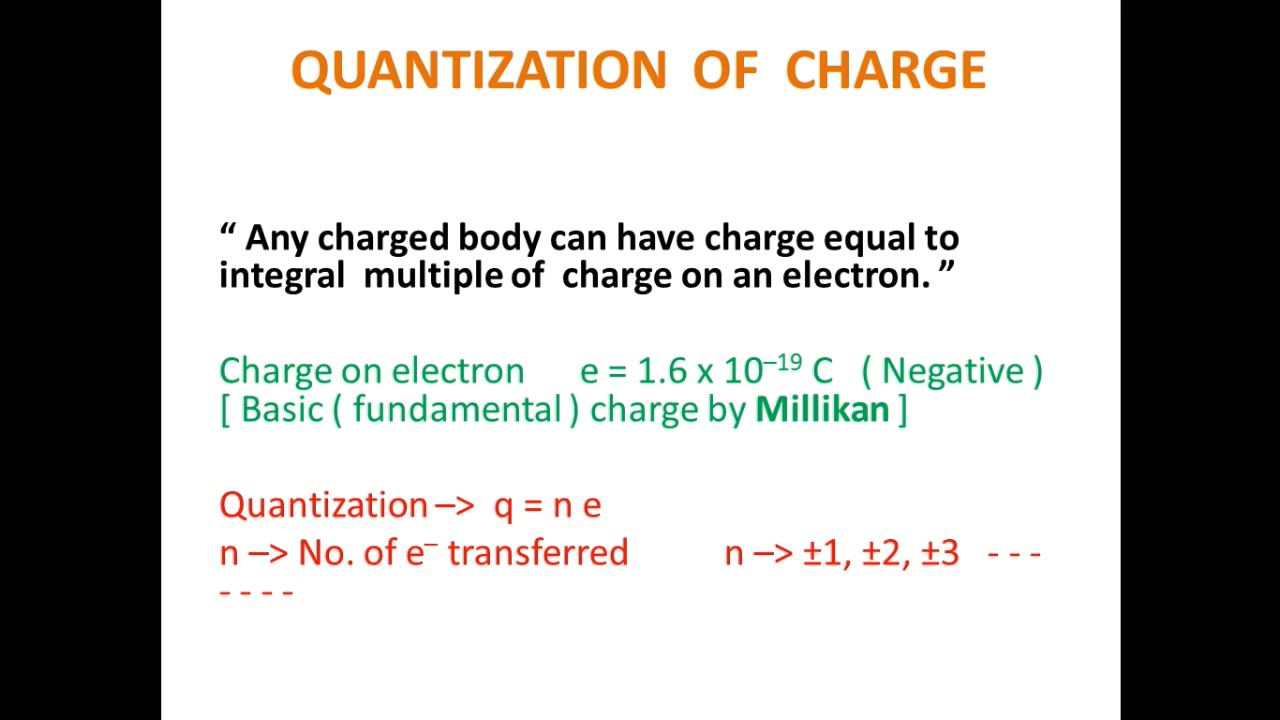 QUANTIZATION OF CHARGE
“ Any charged body can have charge equal to
integral multiple of charge on an electron. ”
Charge on electron e = 1.6 x 10⁻¹⁹ C ( Negative )
[ Basic ( fundamental ) charge by Millikan ]
Quantization –> q = n e
n –> No. of e⁻ transferred n –> ±1, ±2, ±3 - - -
- - - -